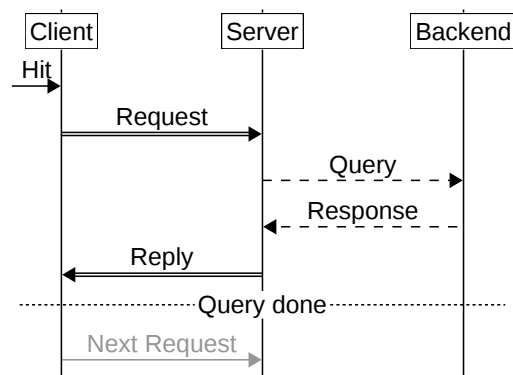 Client Server Backend
Hit
Request
Query
Response
Reply
Query done
Next Request